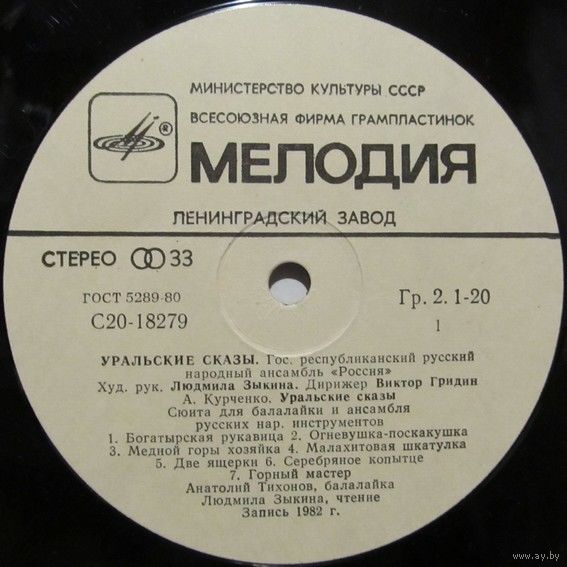 МИНИСТЕРСТВО КУЛЬТУРЫ СССР
ВСЕСОЮЗНАЯ ФИРМА ГРАМПЛАСТИНОК
®
МЕЛОДИЯ
ЛЕНИНГРАДСКИЙ ЗАВОД
СТЕРЕО 33
ГОСТ 5289-80
Гр. 2. 1-20
С20-18279
1
УРАЛЬСКИЕ СКАЗЫ. Гос. республиканский русский
народный ансамбль «Россия»
Худ. рук. Людмила Зыкина. Дирижер Виктор Гридин
А. Курченко. Уральские сказы
Сюита для балалайки и ансамбля
русских нар. инструментов
1. Богатырская рукавица 2. Огневушка-поскакушка
3. Медной горы хозяйка 4. Малахитовая шкатулка
5. Две ящерки 6. Серебряное копытце
7. Горный мастер
Анатолий Тихонов, балалайка
Людмила Зыкина, чтение
Запись 1982 г.
www.ay.by